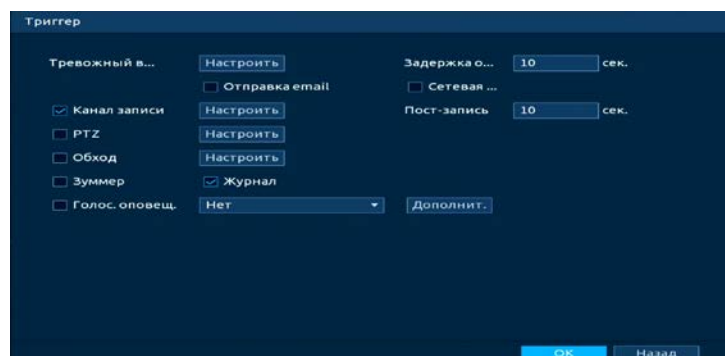 Триггер
Тревожный в... Настроить Задержка о... 10 сек.
Отправка email Сетевая ...
Канал записи Настроить Пост-запись 10 сек.
PTZ Настроить
Обход Настроить
Зуммер Журнал
Голос. оповещ. Нет Дополнит.
OK Назад